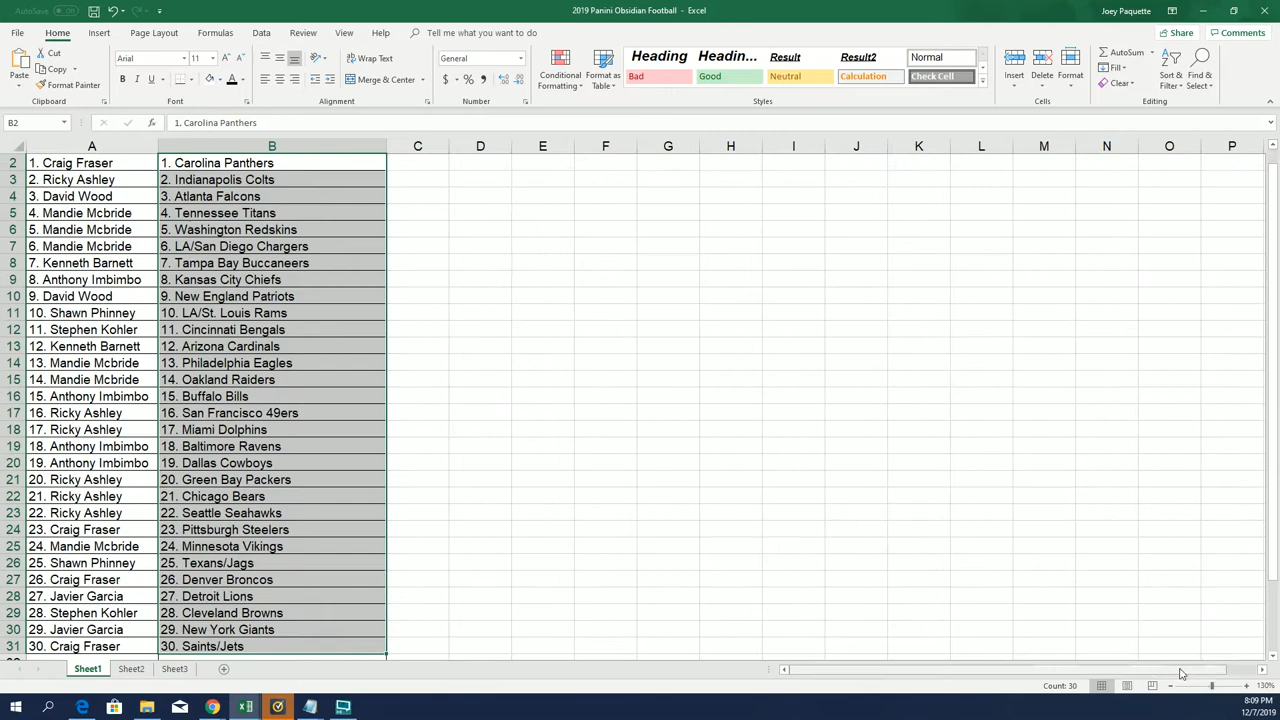 AutoSave Off 2019 Panini Obsidian Football - Excel Joey Paquette
File Home Insert Page Layout Formulas Data Review View Help Tell me what you want to do Share Comments
Paste Cut Copy Format Painter Clipboard
Arial 11 Font
Wrap Text Merge & Center Alignment
General Number
Conditional Formatting Format as Table
Heading Headin... Result Result2 Normal
Bad Good Neutral Calculation Check Cell
Styles
Insert Delete Format Cells
AutoSum Fill Clear Sort & Filter Find & Select Editing
B2 1. Carolina Panthers
A B C D E F G H I J K L M N O P
2 1. Craig Fraser 1. Carolina Panthers
3 2. Ricky Ashley 2. Indianapolis Colts
4 3. David Wood 3. Atlanta Falcons
5 4. Mandie Mcbride 4. Tennessee Titans
6 5. Mandie Mcbride 5. Washington Redskins
7 6. Mandie Mcbride 6. LA/San Diego Chargers
8 7. Kenneth Barnett 7. Tampa Bay Buccaneers
9 8. Anthony Imbimbo 8. Kansas City Chiefs
10 9. David Wood 9. New England Patriots
11 10. Shawn Phinney 10. LA/St. Louis Rams
12 11. Stephen Kohler 11. Cincinnati Bengals
13 12. Kenneth Barnett 12. Arizona Cardinals
14 13. Mandie Mcbride 13. Philadelphia Eagles
15 14. Mandie Mcbride 14. Oakland Raiders
16 15. Anthony Imbimbo 15. Buffalo Bills
17 16. Ricky Ashley 16. San Francisco 49ers
18 17. Ricky Ashley 17. Miami Dolphins
19 18. Anthony Imbimbo 18. Baltimore Ravens
20 19. Anthony Imbimbo 19. Dallas Cowboys
21 20. Ricky Ashley 20. Green Bay Packers
22 21. Ricky Ashley 21. Chicago Bears
23 22. Ricky Ashley 22. Seattle Seahawks
24 23. Craig Fraser 23. Pittsburgh Steelers
25 24. Mandie Mcbride 24. Minnesota Vikings
26 25. Shawn Phinney 25. Texans/Jags
27 26. Craig Fraser 26. Denver Broncos
28 27. Javier Garcia 27. Detroit Lions
29 28. Stephen Kohler 28. Cleveland Browns
30 29. Javier Garcia 29. New York Giants
31 30. Craig Fraser 30. Saints/Jets
Sheet1 Sheet2 Sheet3
Count: 30 130%
8:09 PM
12/7/2019